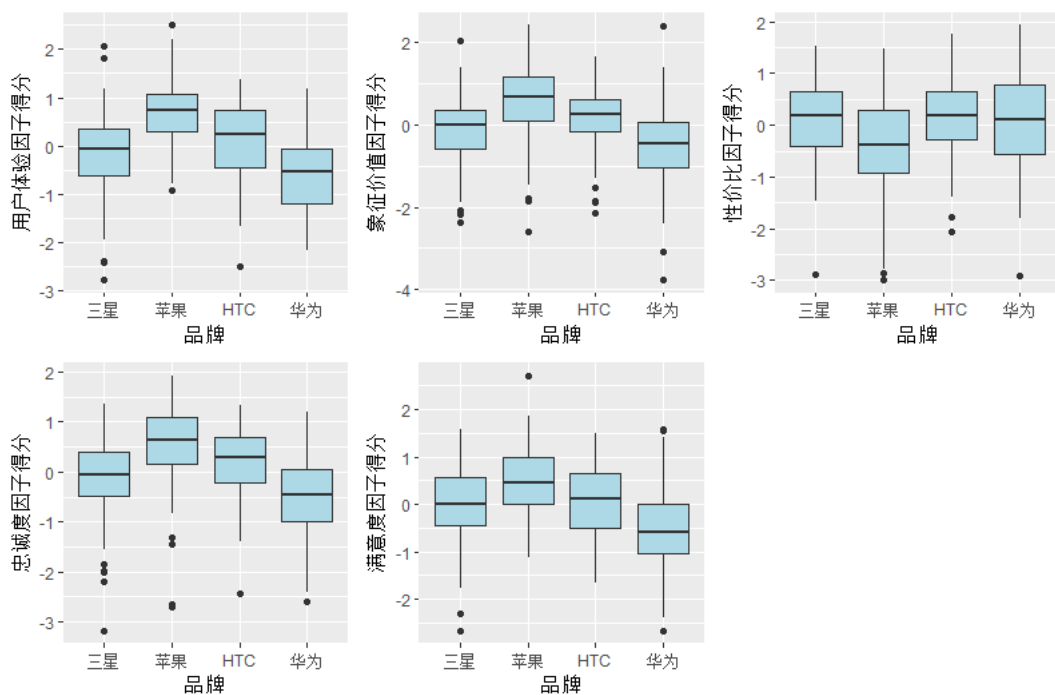 用户体验因子得分
2
1
0
-1
-2
-3
三星 苹果 HTC 华为
品牌
象征价值因子得分
2
0
-2
-4
三星 苹果 HTC 华为
品牌
性价比因子得分
2
1
0
-1
-2
-3
三星 苹果 HTC 华为
品牌
忠诚度因子得分
2
1
0
-1
-2
-3
三星 苹果 HTC 华为
品牌
满意度因子得分
2
1
0
-1
-2
三星 苹果 HTC 华为
品牌